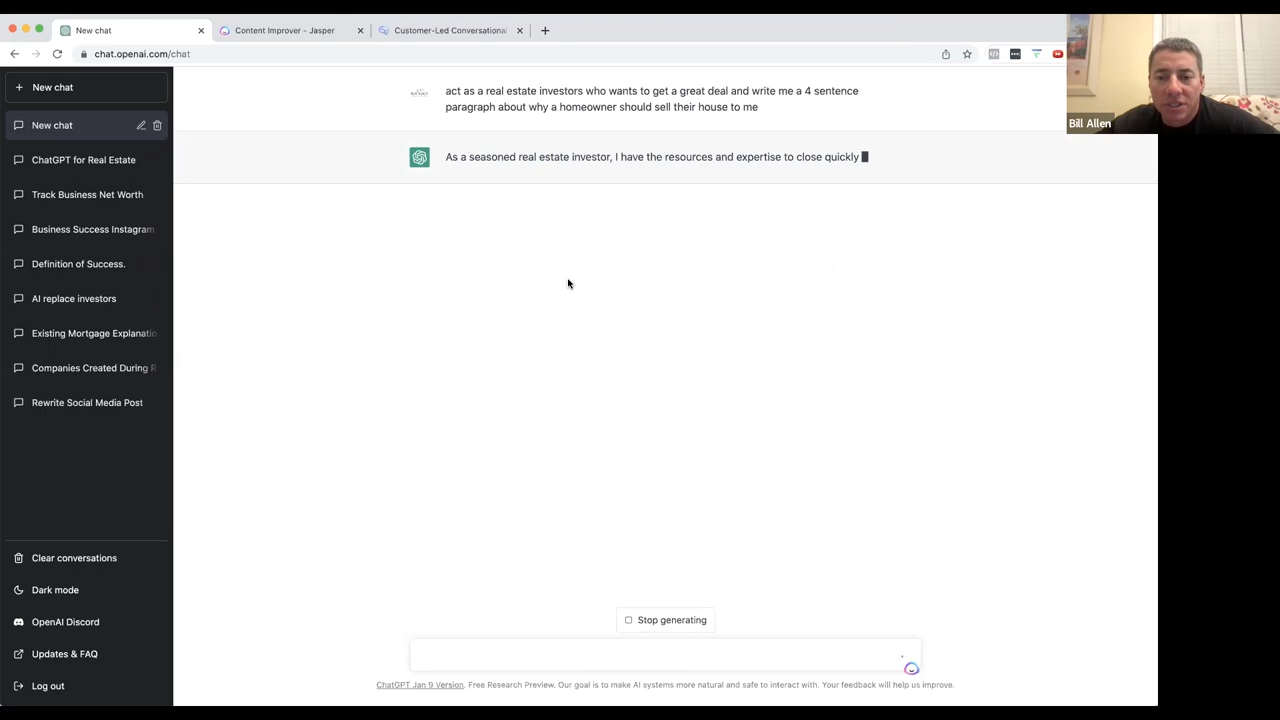 New chat
Content Improver - Jasper
Customer-Led Conversational
chat.openai.com/chat
New chat
New chat
ChatGPT for Real Estate
Track Business Net Worth
Business Success Instagram
Definition of Success.
AI replace investors
Existing Mortgage Explanatio
Companies Created During R
Rewrite Social Media Post
Clear conversations
Dark mode
OpenAI Discord
Updates & FAQ
Log out
act as a real estate investors who wants to get a great deal and write me a 4 sentence
paragraph about why a homeowner should sell their house to me
As a seasoned real estate investor, I have the resources and expertise to close quickly
Stop generating
ChatGPT Jan 9 Version. Free Research Preview. Our goal is to make AI systems more natural and safe to interact with. Your feedback will help us improve.
Bill Allen